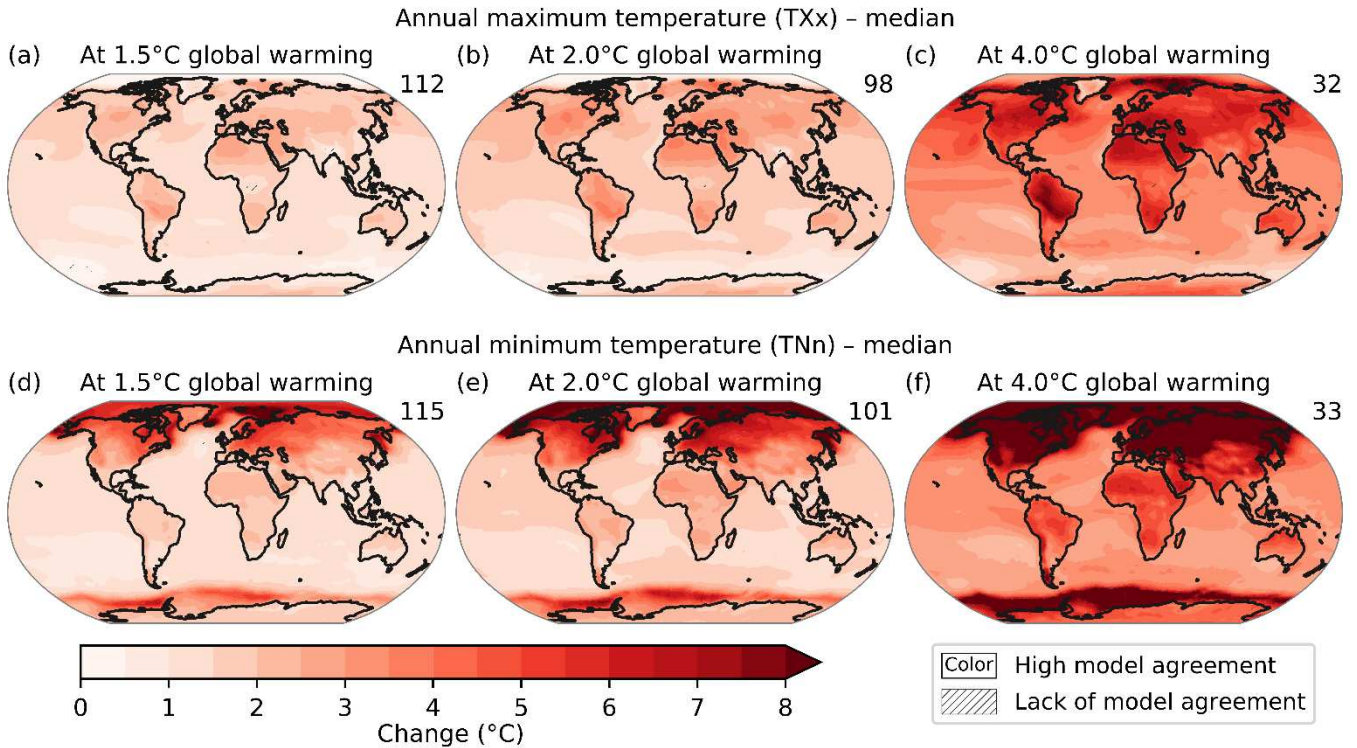 Annual maximum temperature (TXx) – median
(a) At 1.5°C global warming
112
(b) At 2.0°C global warming
98
(c) At 4.0°C global warming
32
Annual minimum temperature (TNn) – median
(d) At 1.5°C global warming
115
(e) At 2.0°C global warming
101
(f) At 4.0°C global warming
33
0 1 2 3 4 5 6 7 8
Change (°C)
Color High model agreement
Lack of model agreement